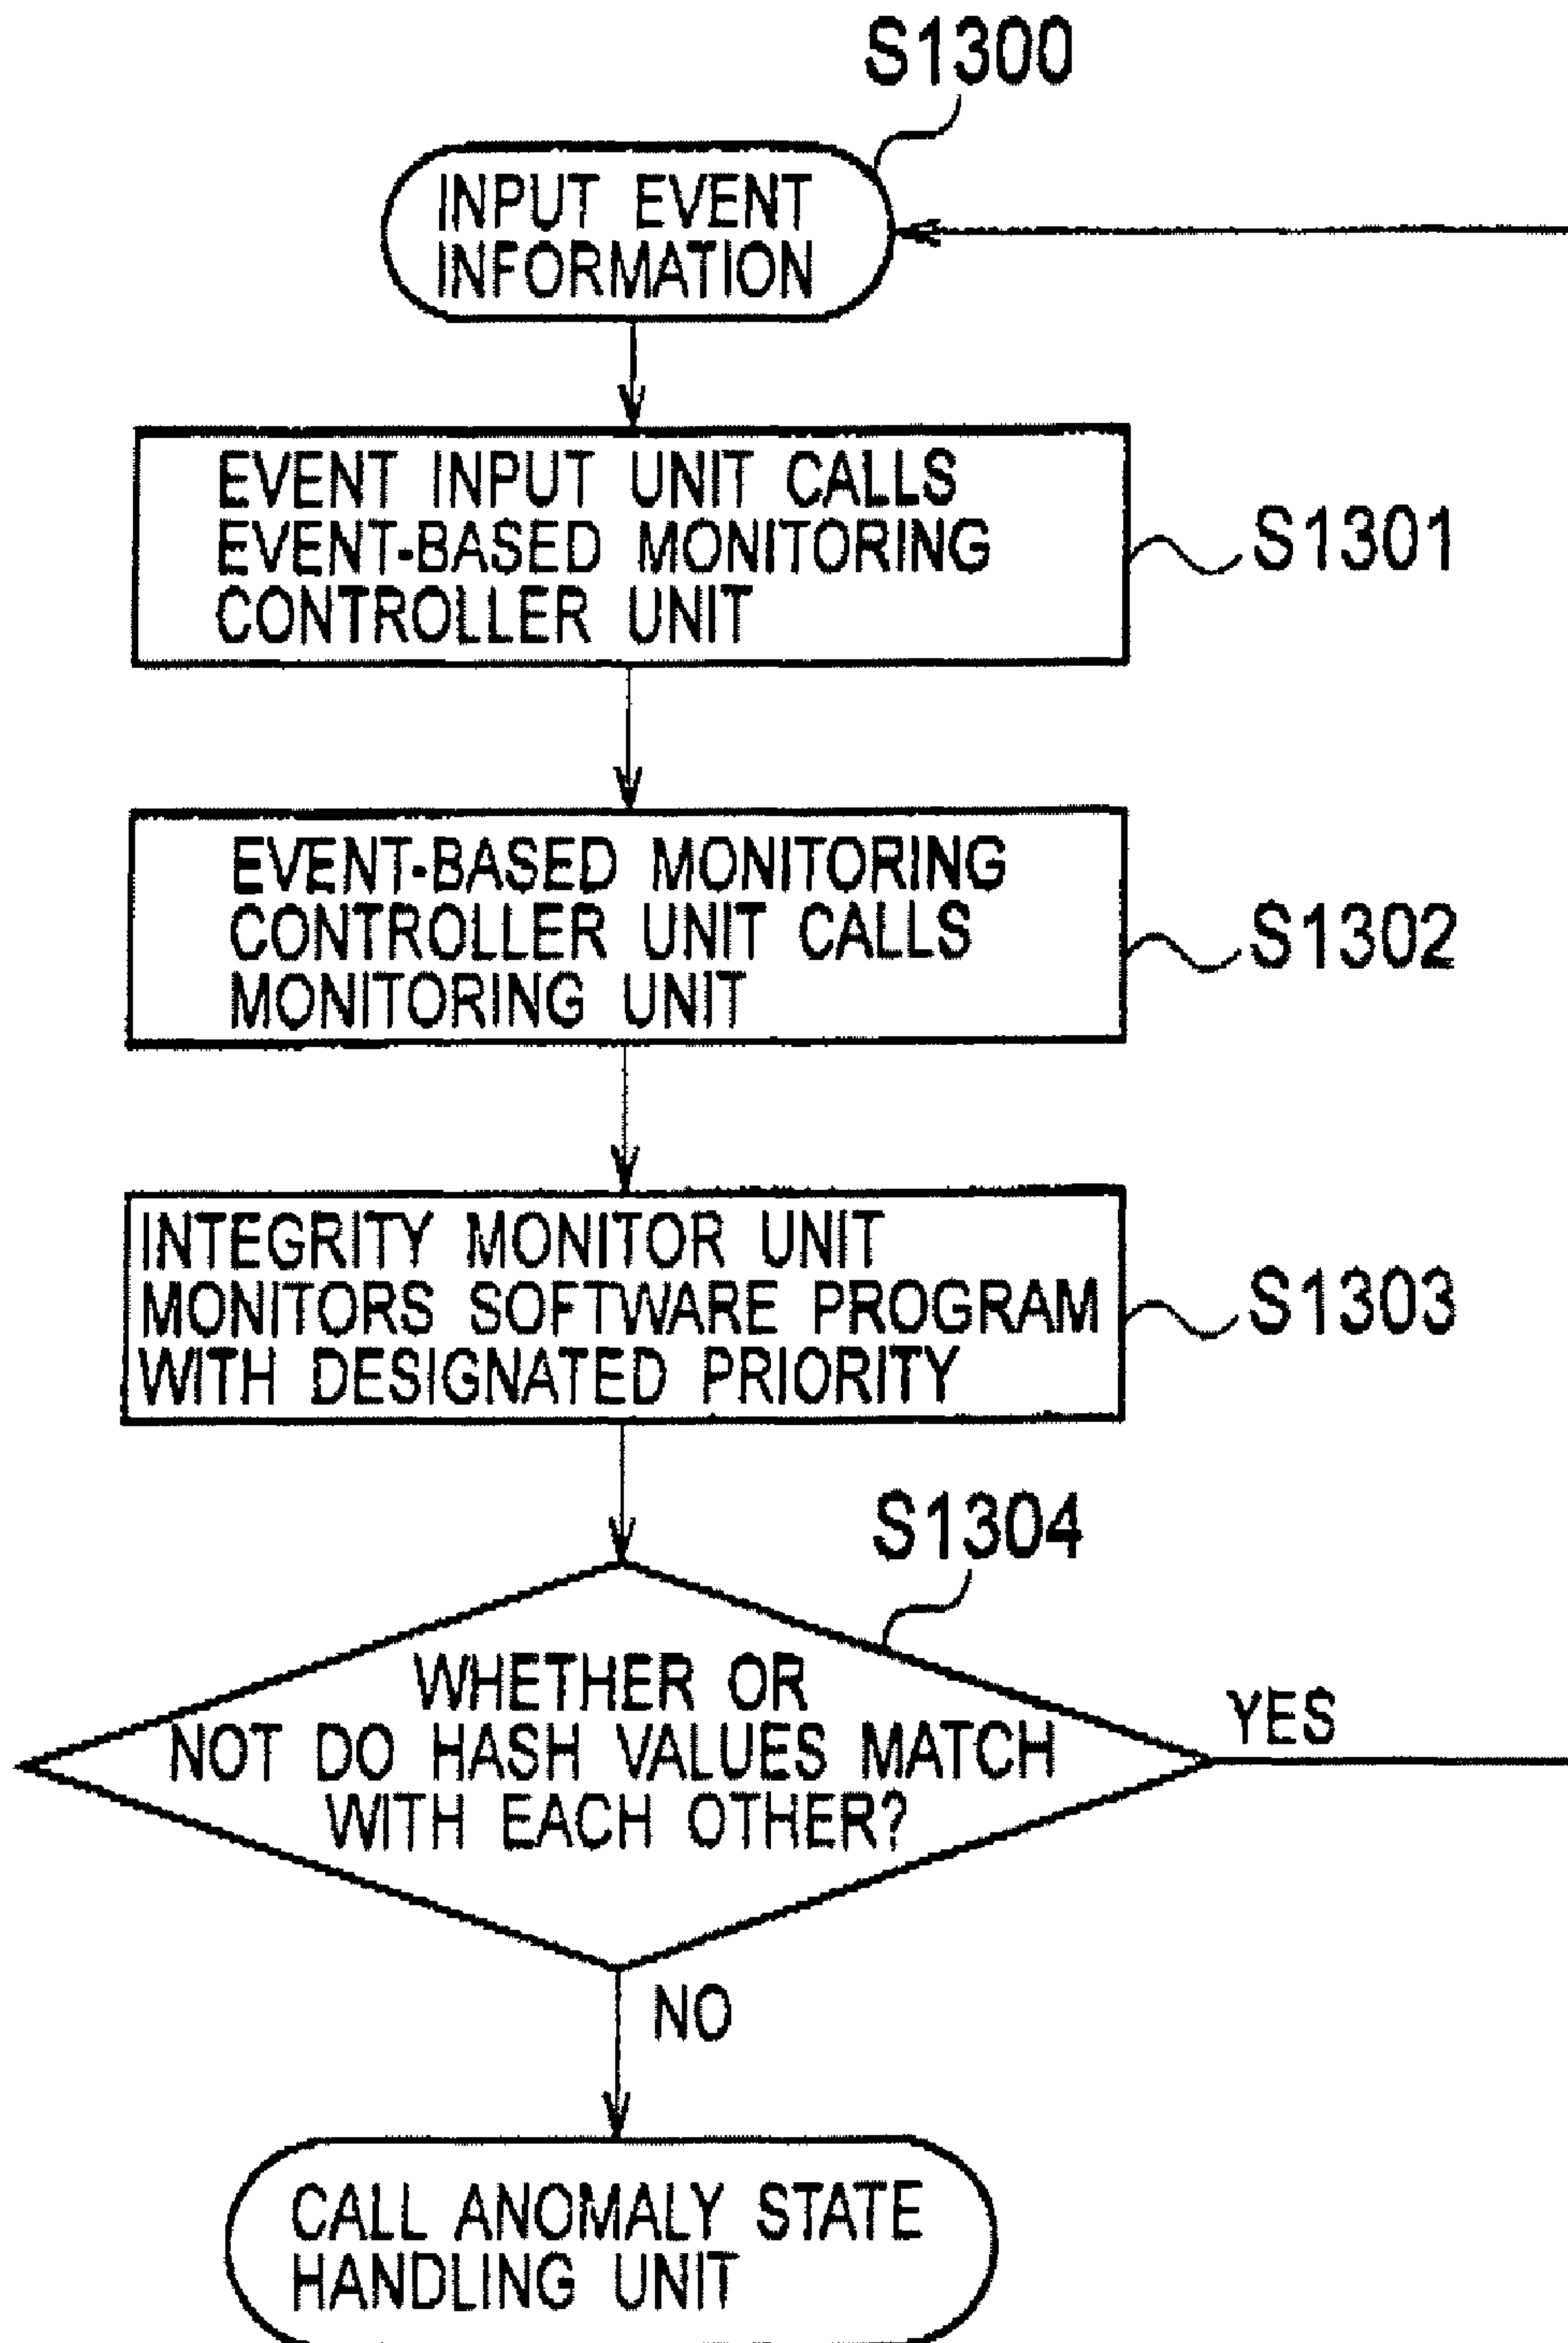 S1300
INPUT EVENT
INFORMATION
EVENT INPUT UNIT CALLS
EVENT-BASED MONITORING
CONTROLLER UNIT
S1301
EVENT-BASED MONITORING
CONTROLLER UNIT CALLS
MONITORING UNIT
S1302
INTEGRITY MONITOR UNIT
MONITORS SOFTWARE PROGRAM
WITH DESIGNATED PRIORITY
S1303
S1304
WHETHER OR
NOT DO HASH VALUES MATCH
WITH EACH OTHER?
YES
NO
CALL ANOMALY STATE
HANDLING UNIT